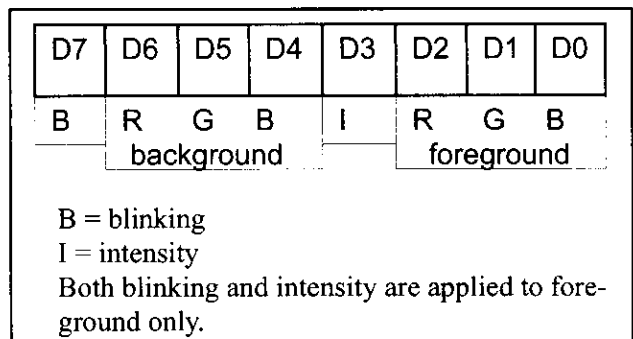 D7 D6 D5 D4 D3 D2 D1 D0
B R G B I R G B
background foreground
B = blinking
I = intensity
Both blinking and intensity are applied to fore-
ground only.